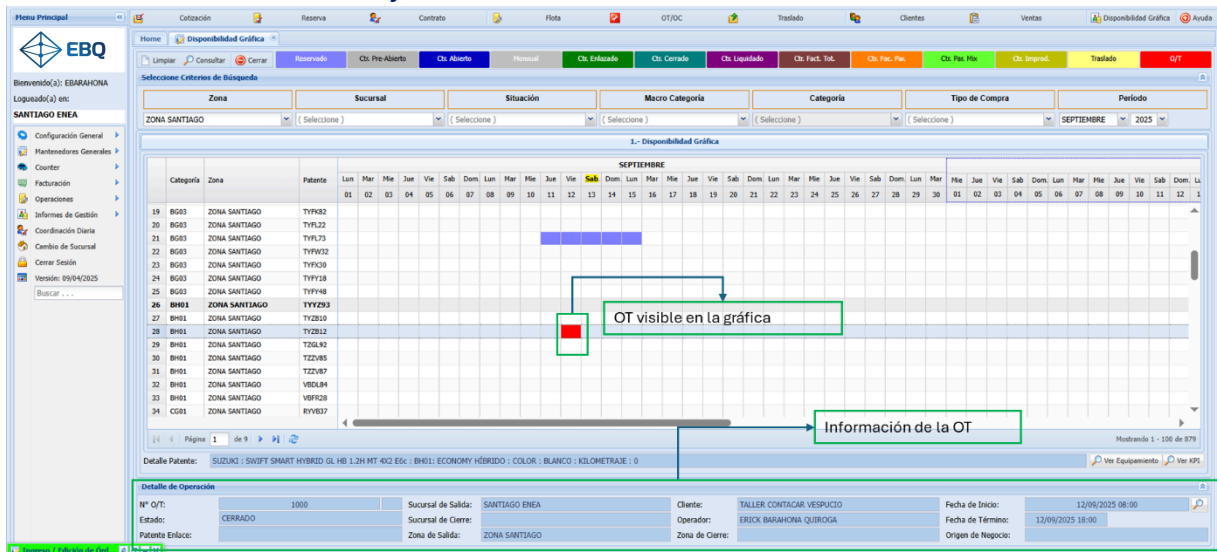 Menu Principal
Cotización
Reserva
Contrato
Flota
OT/OC
Traslado
Clientes
Ventas
Disponibilidad Gráfica
Ayuda
EBQ
Bienvenido(a): EBARAHONA
Logueado(a) en:
SANTIAGO ENEA
Configuración General
Mantenedores Generales
Counter
Facturación
Operaciones
Informes de Gestión
Coordinación Diaria
Cambio de Sucursal
Cerrar Sesión
Versión: 09/04/2025
Buscar . . .
Home
Disponibilidad Gráfica
Limpiar
Consultar
Cerrar
Reservado
Ctr. Pre-Abierto
Ctr. Abierto
Mensual
Ctr. Enlazado
Ctr. Cerrado
Ctr. Liquidado
Ctr. Fact. Tot.
Ctr. Fac. Par.
Ctr. Par. Mix
Ctr. Improd.
Traslado
O/T
Seleccione Criterios de Búsqueda
Zona
Sucursal
Situación
Macro Categoría
Categoría
Tipo de Compra
Periodo
ZONA SANTIAGO
( Seleccione )
( Seleccione )
( Seleccione )
( Seleccione )
( Seleccione )
SEPTIEMBRE
2025
1.- Disponibilidad Gráfica
SEPTIEMBRE
Categoría Zona Patente
Lun Mar Mie Jue Vie Sab Dom. Lun Mar Mie Jue Vie Sab Dom. Lun Mar Mie Jue Vie Sab Dom. Lun Mar Mie Jue Vie Sab Dom. Lun Mar Mie Jue Vie Sab Dom. Lun Mar Mie Jue Vie Sab Dom.
01 02 03 04 05 06 07 08 09 10 11 12 13 14 15 16 17 18 19 20 21 22 23 24 25 26 27 28 29 30 01 02 03 04 05 06 07 08 09 10 11 12
19 BG03 ZONA SANTIAGO TYFK82
20 BG03 ZONA SANTIAGO TYFL22
21 BG03 ZONA SANTIAGO TYFL73
22 BG03 ZONA SANTIAGO TYFW32
23 BG03 ZONA SANTIAGO TYFX30
24 BG03 ZONA SANTIAGO TYFY18
25 BG03 ZONA SANTIAGO TYFY48
26 BH01 ZONA SANTIAGO TYYZ93
27 BH01 ZONA SANTIAGO TYZB10
28 BH01 ZONA SANTIAGO TYZB12
29 BH01 ZONA SANTIAGO TZGL92
30 BH01 ZONA SANTIAGO TZZV85
31 BH01 ZONA SANTIAGO TZZV87
32 BH01 ZONA SANTIAGO VBDL84
33 BH01 ZONA SANTIAGO VBFR28
34 CG01 ZONA SANTIAGO RYVB37
OT visible en la gráfica
Información de la OT
Página 1 de 9
Mostrando 1 - 100 de 879
Detalle Patente: SUZUKI : SWIFT SMART HYBRID GL HB 1.2H MT 4X2 E6c : BH01: ECONOMY HÍBRIDO : COLOR : BLANCO : KILOMETRAJE : 0
Ver Equipamiento
Ver KPI
Detalle de Operación
N° O/T: 1000
Sucursal de Salida: SANTIAGO ENEA
Cliente: TALLER CONTACAR VESPUCIO
Fecha de Inicio: 12/09/2025 08:00
Estado: CERRADO
Sucursal de Cierre:
Operador: ERICK BARAHONA QUIROGA
Fecha de Término: 12/09/2025 18:00
Patente Enlace:
Zona de Salida: ZONA SANTIAGO
Zona de Cierre:
Origen de Negocio:
Ingreso / Edición de Ord